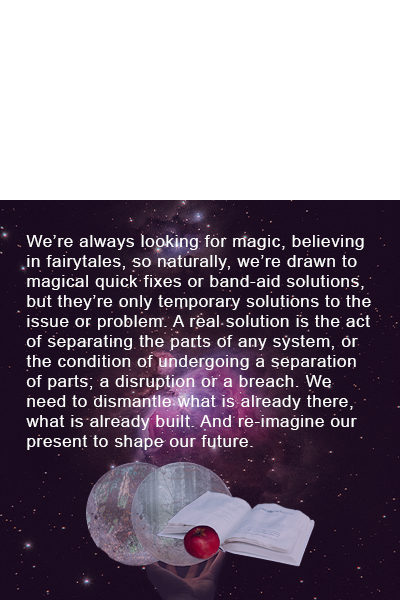 We’re always looking for magic, believing
in fairytales, so naturally, we’re drawn to
magical quick fixes or band-aid solutions,
but they’re only temporary solutions to the
issue or problem. A real solution is the act
of separating the parts of any system, or
the condition of undergoing a separation
of parts; a disruption or a breach. We
need to dismantle what is already there,
what is already built. And re-imagine our
present to shape our future.